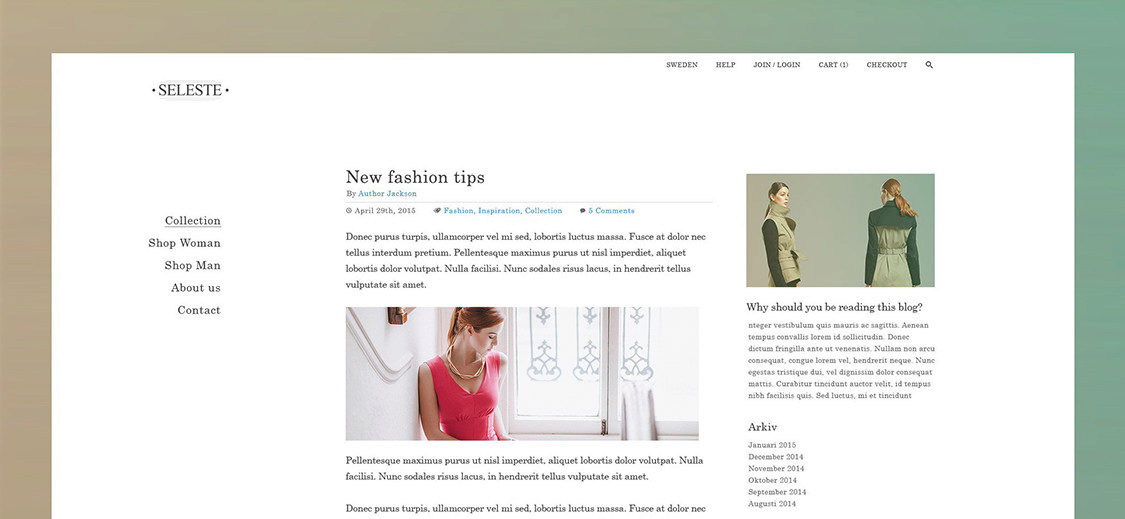 SWEDEN HELP JOIN / LOGIN CART (1) CHECKOUT
• SELESTE •
Collection
Shop Woman
Shop Man
About us
Contact
New fashion tips
By Author Jackson
April 29th, 2015 Fashion, Inspiration, Collection 5 Comments
Donec purus turpis, ullamcorper vel mi sed, lobortis luctus massa. Fusce at dolor nec
tellus interdum pretium. Pellentesque maximus purus ut nisl imperdiet, aliquet
lobortis dolor volutpat. Nulla facilisi. Nunc sodales risus lacus, in hendrerit tellus
vulputate sit amet.
Pellentesque maximus purus ut nisl imperdiet, aliquet lobortis dolor volutpat. Nulla
facilisi. Nunc sodales risus lacus, in hendrerit tellus vulputate sit amet.
Donec purus turpis, ullamcorper vel mi sed, lobortis luctus massa. Fusce at dolor nec
Why should you be reading this blog?
nteger vestibulum quis mauris ac sagittis. Aenean
tempus convallis lorem id sollicitudin. Donec
dictum fringilla ante ut venenatis. Nullam non arcu
consequat, congue lorem vel, hendrerit neque. Nunc
egestas tristique dui, vel dignissim dolor consequat
mattis. Curabitur tincidunt auctor velit, id tempus
nibh facilisis quis. Sed luctus, mi et tincidunt
Arkiv
Januari 2015
December 2014
November 2014
Oktober 2014
September 2014
Augusti 2014